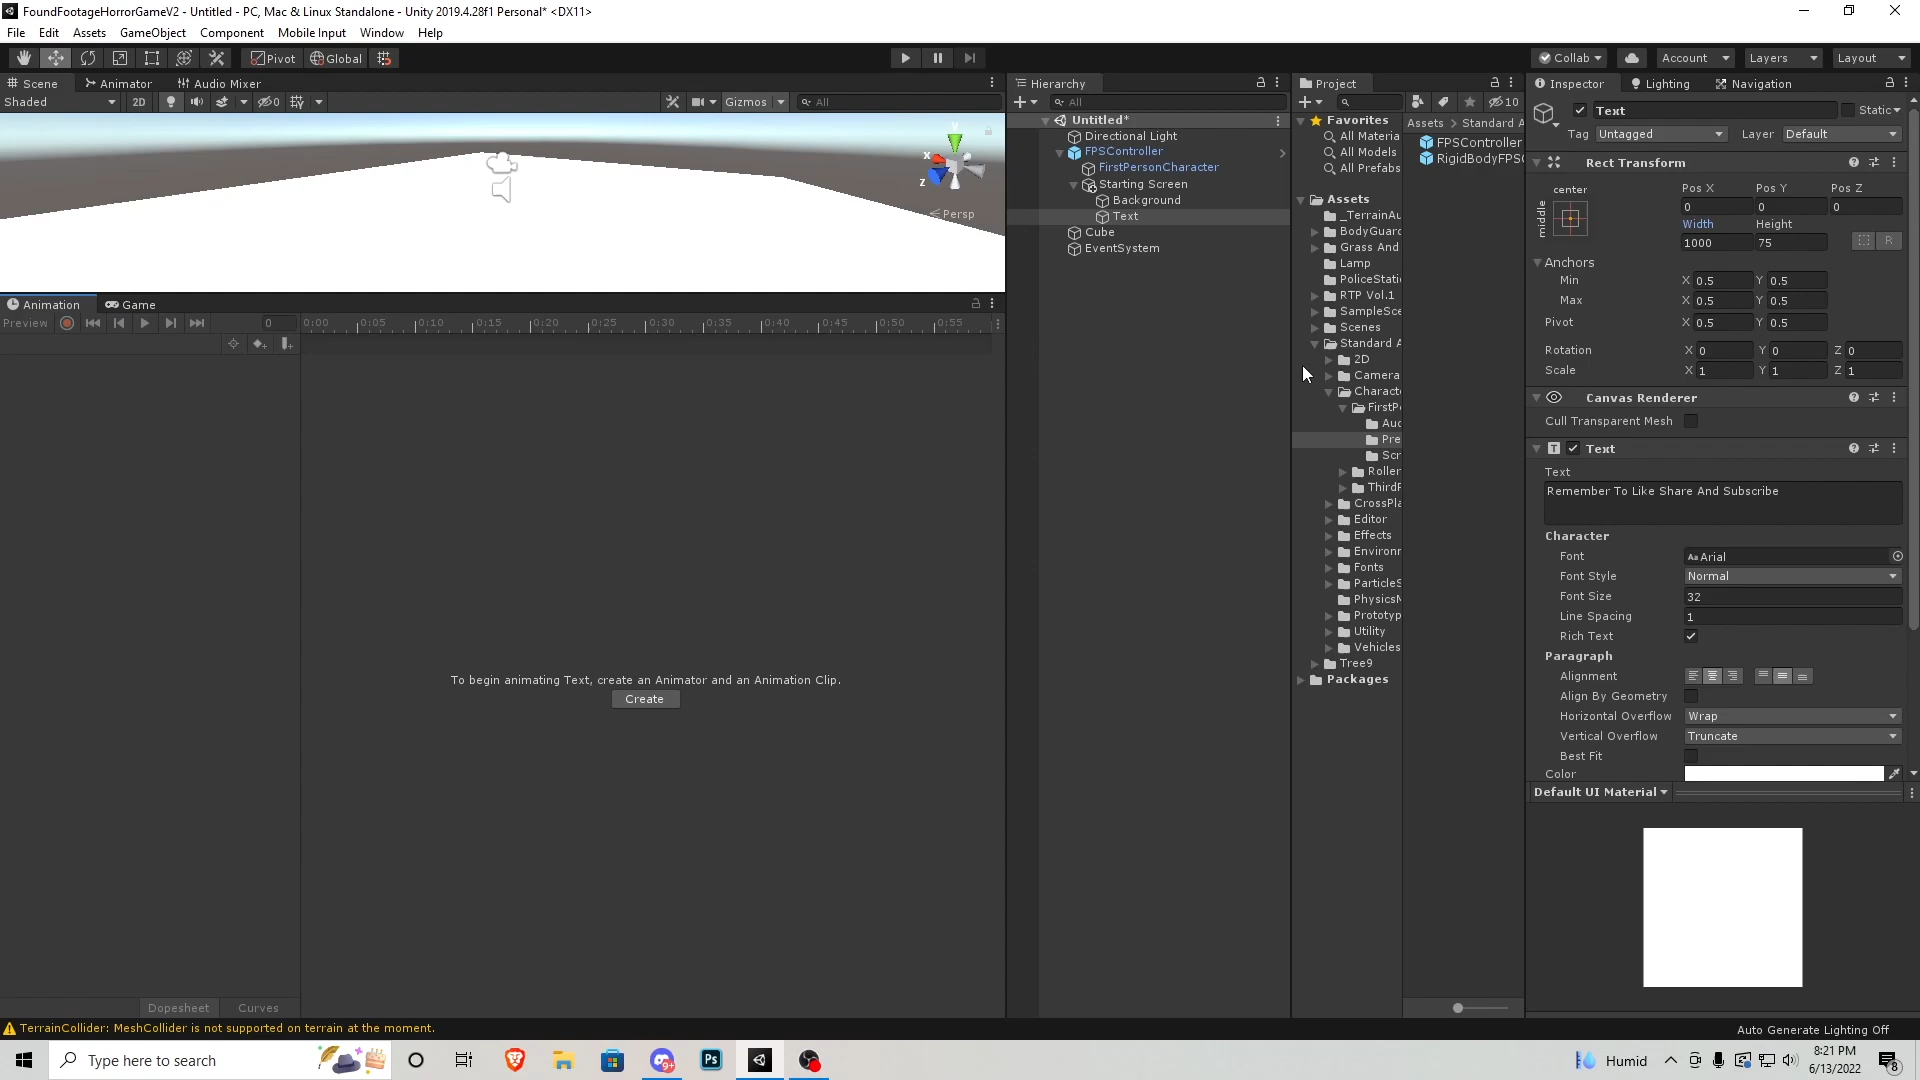 FoundFootageHorrorGameV2 - Untitled - PC, Mac & Linux Standalone - Unity 2019.4.28f1 Personal* <DX11>
File Edit Assets GameObject Component Mobile Input Window Help
Pivot Global Collab Account Layers Layout
Scene Animator Audio Mixer
Shaded 2D 0 Gizmos All
Y
X
Z
Persp
Animation Game
Preview 0 0:00 0:05 0:10 0:15 0:20 0:25 0:30 0:35 0:40 0:45 0:50 0:55
To begin animating Text, create an Animator and an Animation Clip.
Create
Dopesheet Curves
Hierarchy
All
Untitled*
Directional Light
FPSController
FirstPersonCharacter
Starting Screen
Background
Text
Cube
EventSystem
Project
10
Favorites
All Materia
All Models
All Prefabs
Assets
_TerrainAu
BodyGuard
Grass And
Lamp
PoliceStati
RTP Vol.1
SampleSce
Scenes
Standard A
2D
Camera
Charact
FirstP
Aud
Pre
Scr
Roller
ThirdP
CrossPla
Editor
Effects
Environm
Fonts
ParticleS
PhysicsM
Prototyp
Utility
Vehicles
Tree9
Packages
Assets > Standard A
FPSController
RigidBodyFPSC
Inspector Lighting Navigation
Text Static
Tag Untagged Layer Default
Rect Transform
center
middle
Pos X Pos Y Pos Z
0 0 0
Width Height
1000 75 R
Anchors
Min X 0.5 Y 0.5
Max X 0.5 Y 0.5
Pivot X 0.5 Y 0.5
Rotation X 0 Y 0 Z 0
Scale X 1 Y 1 Z 1
Canvas Renderer
Cull Transparent Mesh
Text
Text
Remember To Like Share And Subscribe
Character
Font Arial
Font Style Normal
Font Size 32
Line Spacing 1
Rich Text
Paragraph
Alignment
Align By Geometry
Horizontal Overflow Wrap
Vertical Overflow Truncate
Best Fit
Color
Default UI Material
TerrainCollider: MeshCollider is not supported on terrain at the moment.
Auto Generate Lighting Off
Type here to search
9+
Ps
Humid
8:21 PM
6/13/2022
8